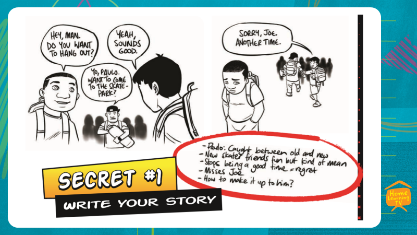 HEY, MAN.
DO YOU WANT
TO HANG OUT?
YEAH,
SOUNDS
GOOD.
YO, PABLO.
WANT TO COME
TO THE SKATE-
PARK?
SORRY, JOE.
ANOTHER TIME.
- Pablo: Caught between old and new
- New skater friends fun but kind of mean
- Stops being a good time = regret
- Misses Joe
- How to make it up to him?
SECRET #1
WRITE YOUR STORY